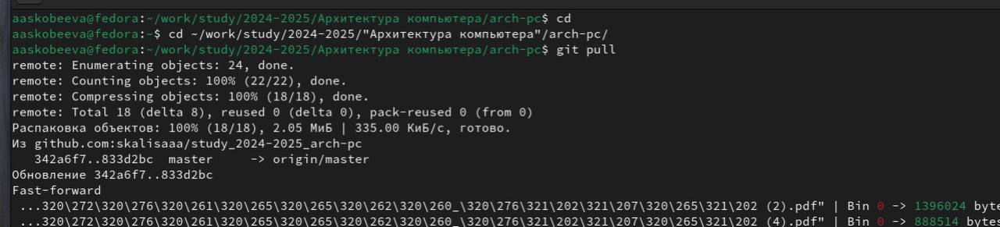 aaskobeeva@fedora:~/work/study/2024-2025/Архитектура компьютера/arch-pc$ cd
aaskobeeva@fedora:~$ cd ~/work/study/2024-2025/"Архитектура компьютера"/arch-pc/
aaskobeeva@fedora:~/work/study/2024-2025/Архитектура компьютера/arch-pc$ git pull
remote: Enumerating objects: 24, done.
remote: Counting objects: 100% (22/22), done.
remote: Compressing objects: 100% (18/18), done.
remote: Total 18 (delta 8), reused 0 (delta 0), pack-reused 0 (from 0)
Распаковка объектов: 100% (18/18), 2.05 МиБ | 335.00 КиБ/с, готово.
Из github.com:skalisaaa/study_2024-2025_arch-pc
   342a6f7..833d2bc  master     -> origin/master
Обновление 342a6f7..833d2bc
Fast-forward
 ...320\272\320\276\320\261\320\265\320\265\320\262\320\260_\320\276\321\202\321\207\320\265\321\202 (2).pdf" | Bin 0 -> 1396024 byte
 ...320\272\320\276\320\261\320\265\320\265\320\262\320\260_\320\276\321\202\321\207\320\265\321\202 (4).pdf" | Bin 0 -> 888514 bytes